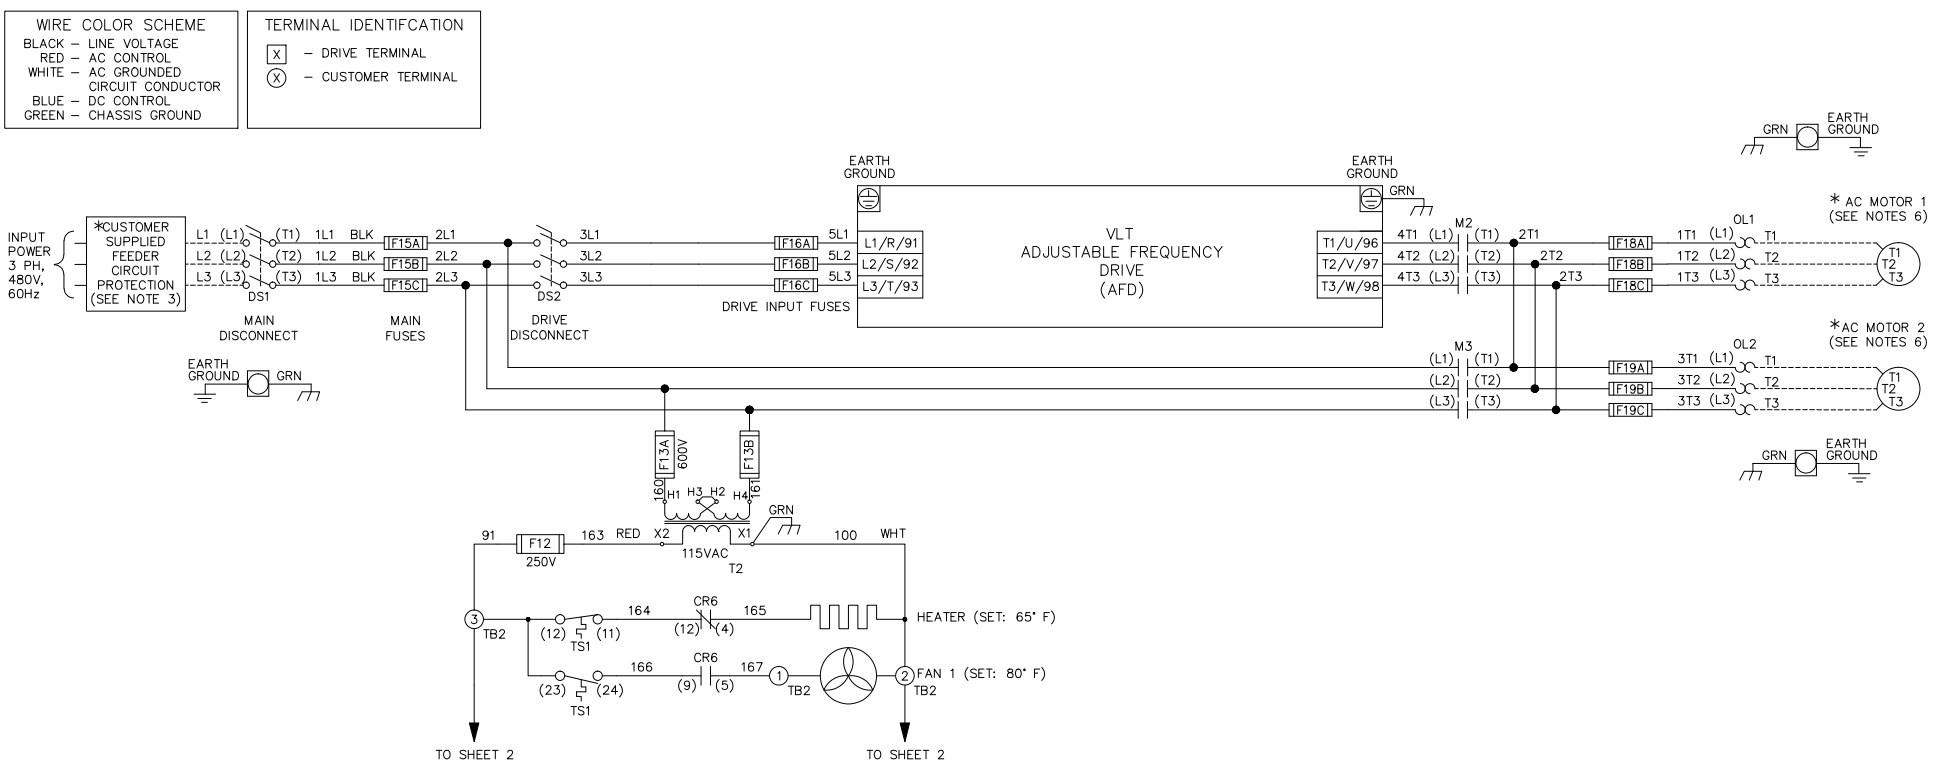 WIRE COLOR SCHEME
BLACK – LINE VOLTAGE
RED – AC CONTROL
WHITE – AC GROUNDED
CIRCUIT CONDUCTOR
BLUE – DC CONTROL
GREEN – CHASSIS GROUND
TERMINAL IDENTIFCATION
X – DRIVE TERMINAL
X – CUSTOMER TERMINAL
GRN
EARTH
GROUND
EARTH
GROUND
EARTH
GROUND
GRN
INPUT
POWER
3 PH,
480V,
60Hz
*CUSTOMER
SUPPLIED
FEEDER
CIRCUIT
PROTECTION
(SEE NOTE 3)
L1 (L1) (T1) 1L1 BLK F15A 2L1 3L1 F16A 5L1 L1/R/91
L2 (L2) (T2) 1L2 BLK F15B 2L2 3L2 F16B 5L2 L2/S/92
L3 (L3) (T3) 1L3 BLK F15C 2L3 3L3 F16C 5L3 L3/T/93
DS1
DS2
MAIN
DISCONNECT
MAIN
FUSES
DRIVE
DISCONNECT
DRIVE INPUT FUSES
VLT
ADJUSTABLE FREQUENCY
DRIVE
(AFD)
M2
OL1
* AC MOTOR 1
(SEE NOTES 6)
T1/U/96 4T1 (L1) (T1) 2T1 F18A 1T1 (L1) T1 T1
T2/V/97 4T2 (L2) (T2) 2T2 F18B 1T2 (L2) T2 T2
T3/W/98 4T3 (L3) (T3) 2T3 F18C 1T3 (L3) T3 T3
EARTH
GROUND
GRN
M3
OL2
*AC MOTOR 2
(SEE NOTES 6)
(L1) (T1) F19A 3T1 (L1) T1 T1
(L2) (T2) F19B 3T2 (L2) T2 T2
(L3) (T3) F19C 3T3 (L3) T3 T3
GRN
EARTH
GROUND
F13A
600V
F13B
160
161
H1 H3 H2 H4
GRN
91 F12 163 RED X2 X1 100 WHT
250V
115VAC
T2
3
TB2
164
CR6
165
HEATER (SET: 65° F)
(12) (11) (12) (4)
TS1
166
CR6
167
1
TB2
2
TB2
FAN 1 (SET: 80° F)
(23) (24) (9) (5)
TS1
TO SHEET 2
TO SHEET 2